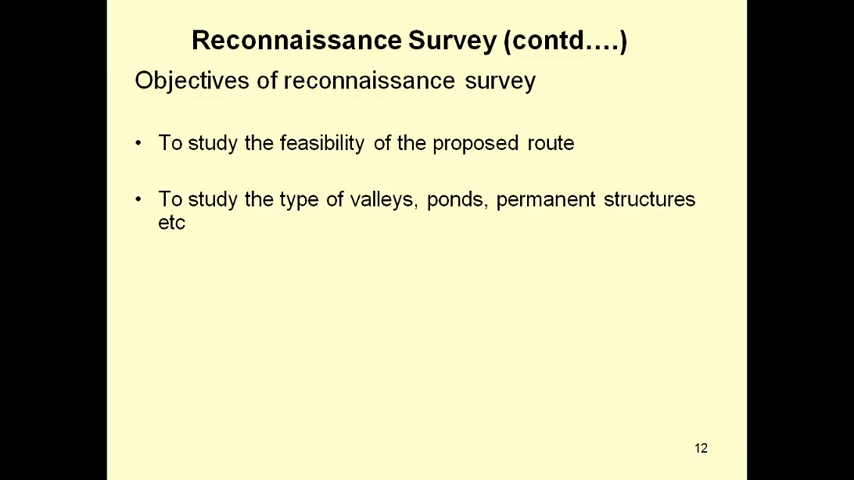 Reconnaissance Survey (contd....)
Objectives of reconnaissance survey
• To study the feasibility of the proposed route
• To study the type of valleys, ponds, permanent structures
etc
12